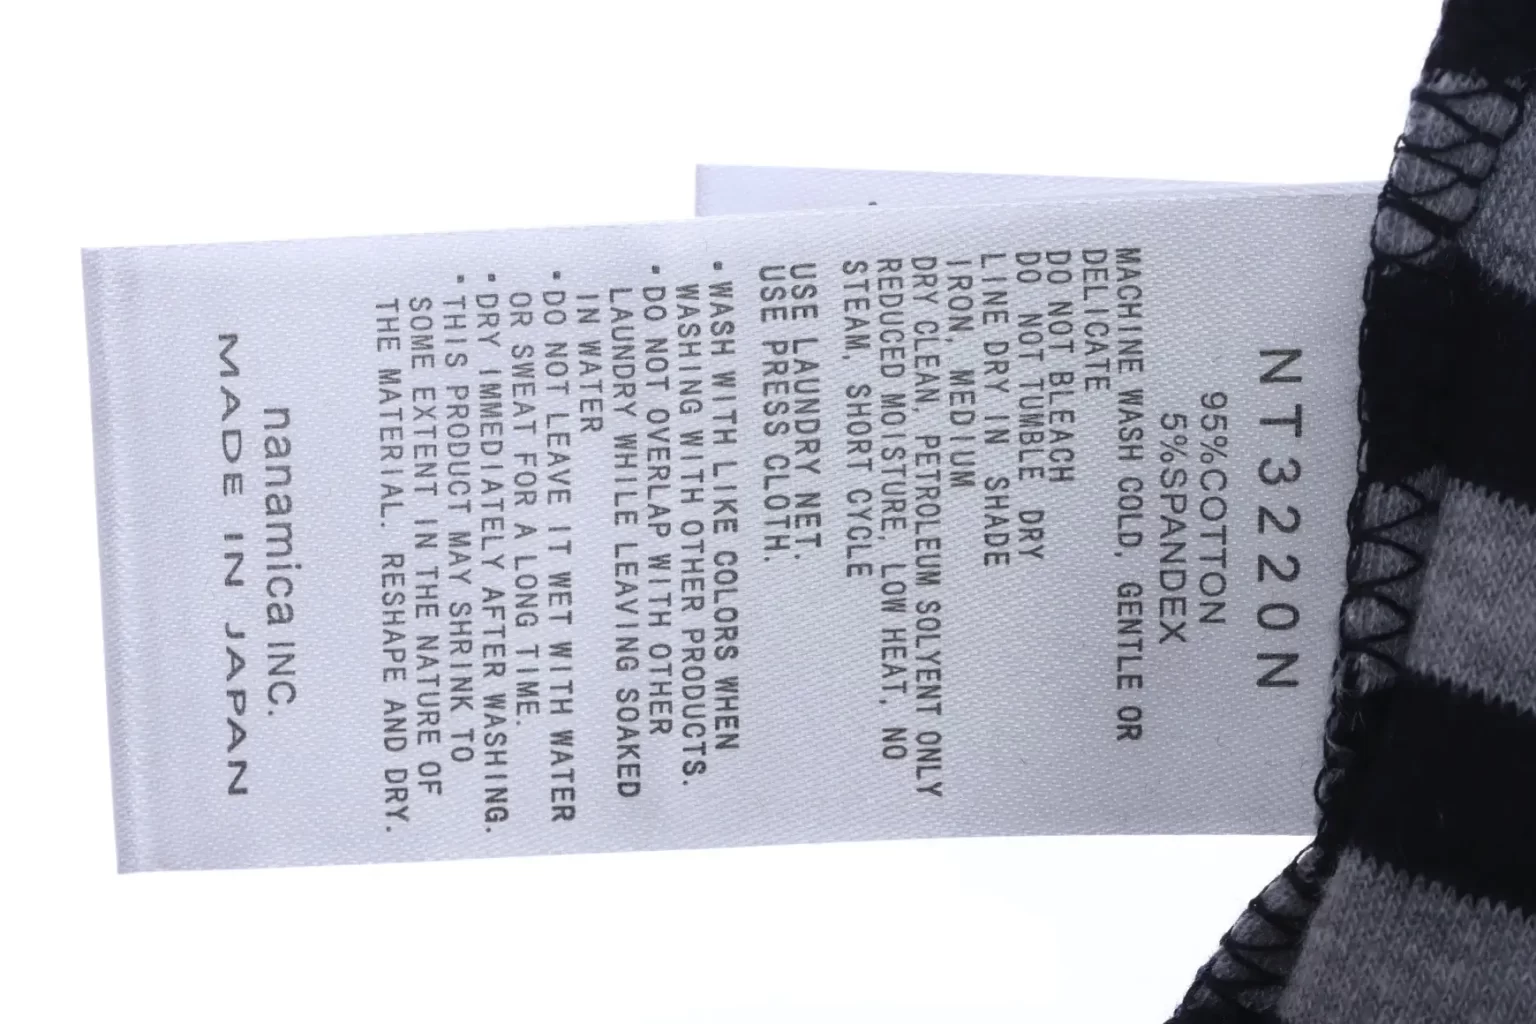 NT3220N
95%COTTON
5%SPANDEX
MACHINE WASH COLD, GENTLE OR
DELICATE
DO NOT BLEACH
DO NOT TUMBLE DRY
LINE DRY IN SHADE
IRON, MEDIUM
DRY CLEAN, PETROLEUM SOLYENT ONLY
REDUCED MOISTURE, LOW HEAT, NO
STEAM, SHORT CYCLE
USE LAUNDRY NET.
USE PRESS CLOTH.
・WASH WITH LIKE COLORS WHEN
WASHING WITH OTHER PRODUCTS.
・DO NOT OVERLAP WITH OTHER
LAUNDRY WHILE LEAVING SOAKED
IN WATER
・DO NOT LEAVE IT WET WITH WATER
OR SWEAT FOR A LONG TIME.
・DRY IMMEDIATELY AFTER WASHING.
・THIS PRODUCT MAY SHRINK TO
SOME EXTENT IN THE NATURE OF
THE MATERIAL. RESHAPE AND DRY.
nanamica INC.
MADE IN JAPAN